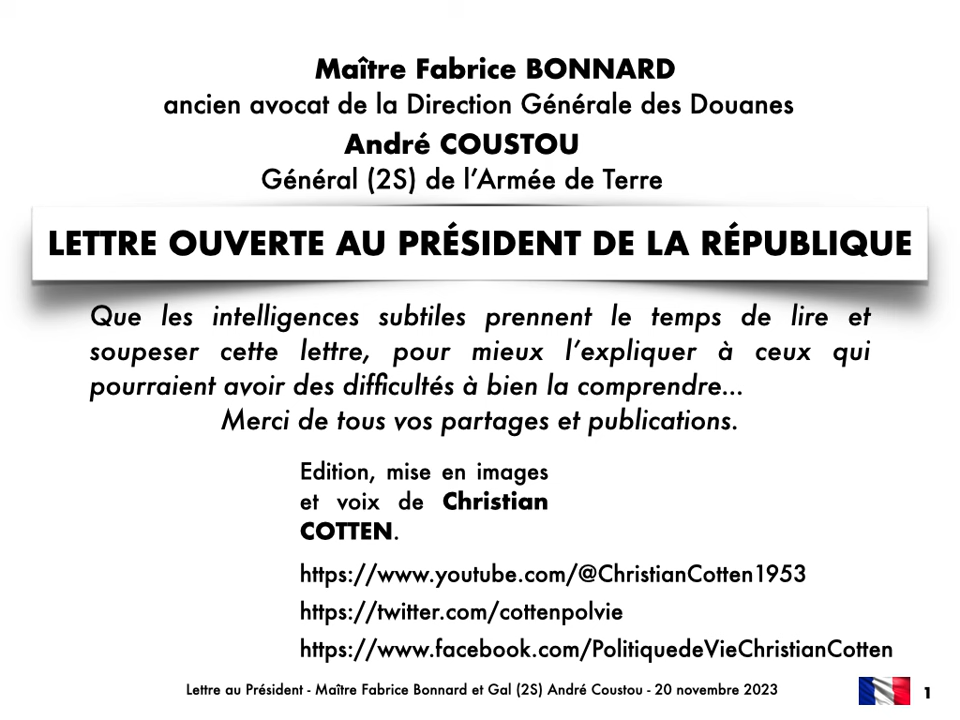 Maître Fabrice BONNARD
ancien avocat de la Direction Générale des Douanes
André COUSTOU
Général (2S) de l’Armée de Terre
LETTRE OUVERTE AU PRÉSIDENT DE LA RÉPUBLIQUE
Que les intelligences subtiles prennent le temps de lire et
soupeser cette lettre, pour mieux l’expliquer à ceux qui
pourraient avoir des difficultés à bien la comprendre...
Merci de tous vos partages et publications.
Edition, mise en images
et voix de Christian
COTTEN.
https://www.youtube.com/@ChristianCotten1953
https://twitter.com/cottenpolvie
https://www.facebook.com/PolitiquedeVieChristianCotten
Lettre au Président - Maître Fabrice Bonnard et Gal (2S) André Coustou - 20 novembre 2023
1